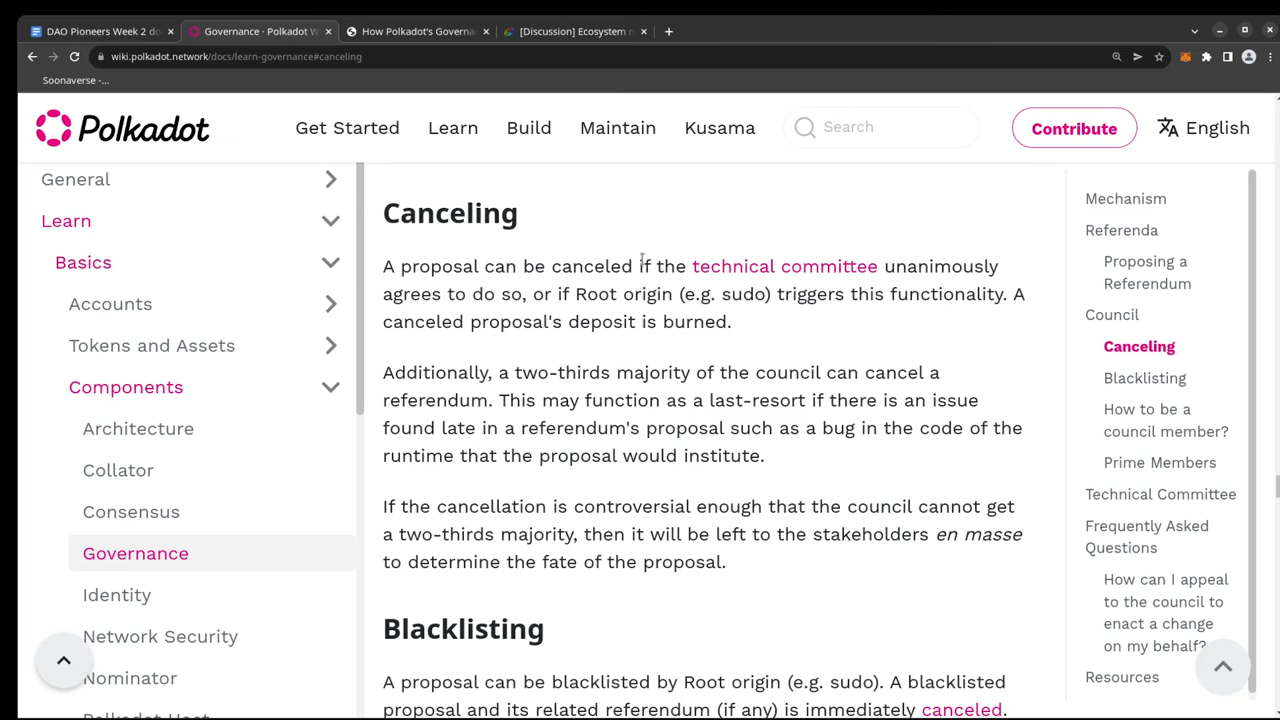 DAO Pioneers Week 2 do
Governance · Polkadot W
How Polkadot's Governa
[Discussion] Ecosystem n
wiki.polkadot.network/docs/learn-governance#canceling
Soonaverse -...
Polkadot
Get Started
Learn
Build
Maintain
Kusama
Search
Contribute
English
General
Learn
Basics
Accounts
Tokens and Assets
Components
Architecture
Collator
Consensus
Governance
Identity
Network Security
Nominator
Polkadot Host
Canceling
A proposal can be canceled if the technical committee unanimously
agrees to do so, or if Root origin (e.g. sudo) triggers this functionality. A
canceled proposal's deposit is burned.
Additionally, a two-thirds majority of the council can cancel a
referendum. This may function as a last-resort if there is an issue
found late in a referendum's proposal such as a bug in the code of the
runtime that the proposal would institute.
If the cancellation is controversial enough that the council cannot get
a two-thirds majority, then it will be left to the stakeholders en masse
to determine the fate of the proposal.
Blacklisting
A proposal can be blacklisted by Root origin (e.g. sudo). A blacklisted
proposal and its related referendum (if any) is immediately canceled.
Mechanism
Referenda
Proposing a
Referendum
Council
Canceling
Blacklisting
How to be a
council member?
Prime Members
Technical Committee
Frequently Asked
Questions
How can I appeal
to the council to
enact a change
on my behalf?
Resources